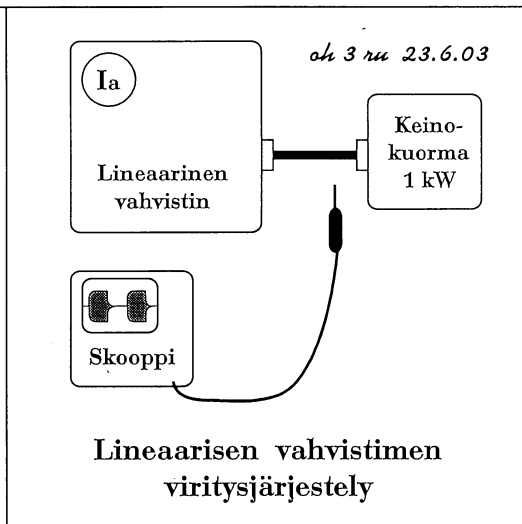 oh 3 ru 23.6.03
Ia
Keino-
kuorma
1 kW
Lineaarinen
vahvistin
Skooppi
Lineaarisen vahvistimen
viritysjärjestely